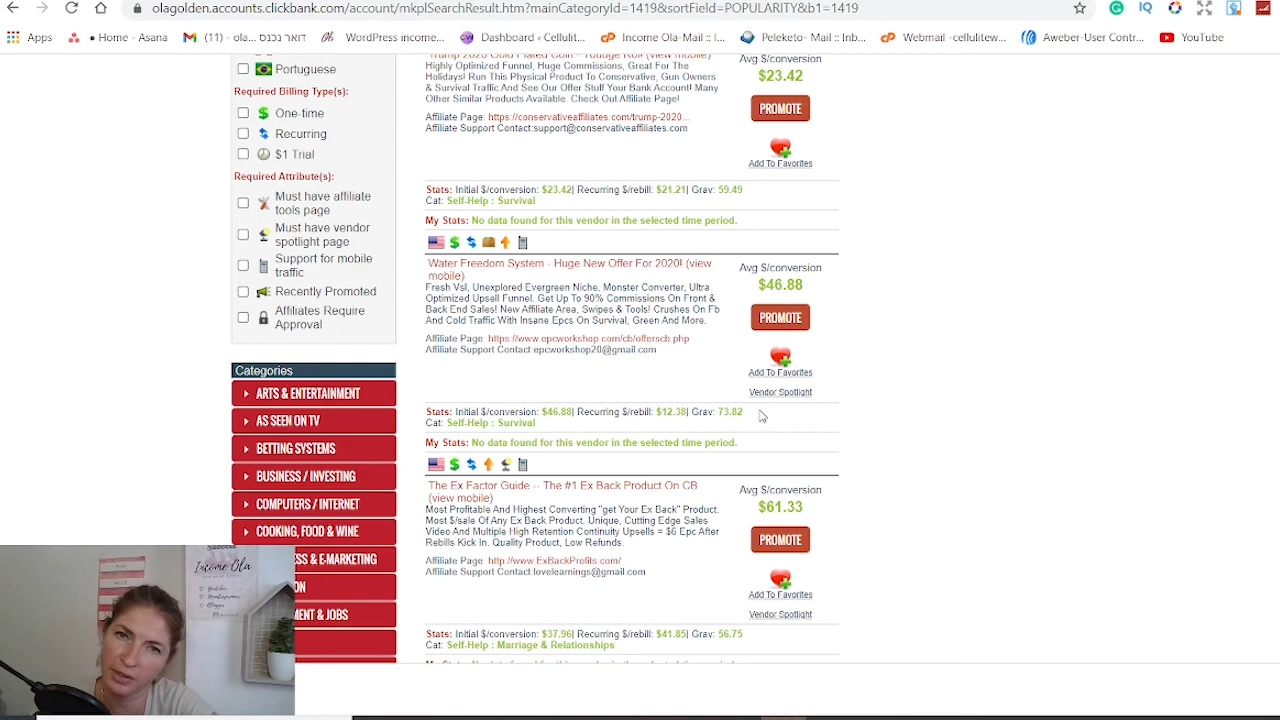 olagolden.accounts.clickbank.com/account/mkplSearchResult.htm?mainCategoryId=1419&sortField=POPULARITY&b1=1419
Apps
Home - Asana
(11) - ola...
דואר נכנס
WordPress income...
Dashboard ‹ Cellulit...
Income Ola-Mail :: I...
Peleketo- Mail :: Inb...
Webmail -cellulitew...
Aweber-User Contr...
YouTube
Portuguese
Required Billing Type(s):
One-time
Recurring
$1 Trial
Required Attribute(s):
Must have affiliate
tools page
Must have vendor
spotlight page
Support for mobile
traffic
Recently Promoted
Affiliates Require
Approval
Categories
ARTS & ENTERTAINMENT
AS SEEN ON TV
BETTING SYSTEMS
BUSINESS / INVESTING
COMPUTERS / INTERNET
COOKING, FOOD & WINE
SS & E-MARKETING
ON
MENT & JOBS
Income Ola
Trump 2020 Gold Plated Coin - (view mobile)
Highly Optimized Funnel, Huge Commissions, Great For The
Holidays! Run This Physical Product To Conservative, Gun Owners
& Survival Traffic And See Our Offer Stuff Your Bank Account! Many
Other Similar Products Available. Check Out Affiliate Page!
Affiliate Page: https://conservativeaffiliates.com/trump-2020...
Affiliate Support Contact:support@conservativeaffiliates.com
Avg $/conversion
$23.42
PROMOTE
Add To Favorites
Stats: Initial $/conversion: $23.42| Recurring $/rebill: $21.21| Grav: 59.49
Cat: Self-Help : Survival
My Stats: No data found for this vendor in the selected time period.
Water Freedom System - Huge New Offer For 2020! (view
mobile)
Fresh Vsl, Unexplored Evergreen Niche, Monster Converter, Ultra
Optimized Upsell Funnel. Get Up To 90% Commissions On Front &
Back End Sales! New Affiliate Area, Swipes & Tools! Crushes On Fb
And Cold Traffic With Insane Epcs On Survival, Green And More.
Affiliate Page: https://www.epcworkshop.com/cb/offerscb.php
Affiliate Support Contact:epcworkshop20@gmail.com
Avg $/conversion
$46.88
PROMOTE
Add To Favorites
Vendor Spotlight
Stats: Initial $/conversion: $46.88| Recurring $/rebill: $12.38| Grav: 73.82
Cat: Self-Help : Survival
My Stats: No data found for this vendor in the selected time period.
The Ex Factor Guide -- The #1 Ex Back Product On CB
(view mobile)
Most Profitable And Highest Converting "get Your Ex Back" Product.
Most $/sale Of Any Ex Back Product. Unique, Cutting Edge Sales
Video And Multiple High Retention Continuity Upsells = $6 Epc After
Rebills Kick In. Quality Product, Low Refunds.
Affiliate Page: http://www.ExBackProfits.com/
Affiliate Support Contact:lovelearnings@gmail.com
Avg $/conversion
$61.33
PROMOTE
Add To Favorites
Vendor Spotlight
Stats: Initial $/conversion: $37.96| Recurring $/rebill: $41.85| Grav: 56.75
Cat: Self-Help : Marriage & Relationships